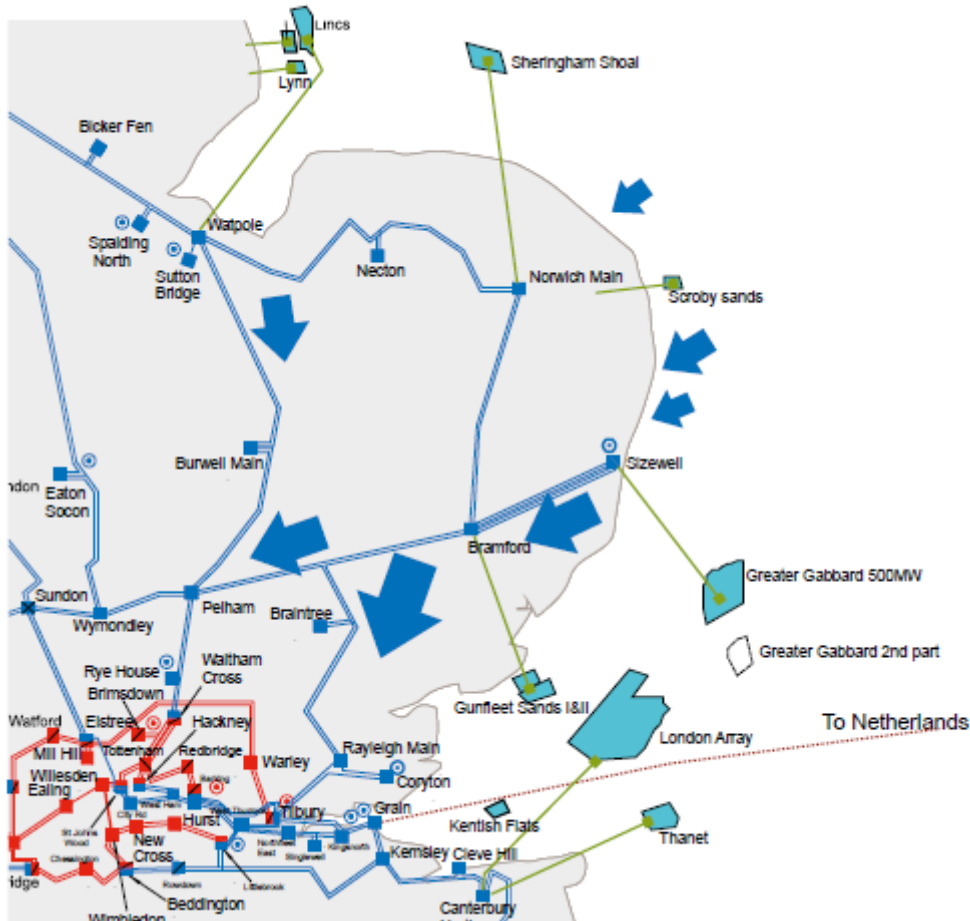 Lincs
Sheringham Shoal
Lynn
Bicker Fen
Watpole
Spalding
North
Sutton
Bridge
Necton
Norwich Main
Scroby sands
Burwell Main
Sizewell
Eaton
Socon
Bramford
Greater Gabbard 500MW
Sundon
Pelham
Braintree
Wymondley
Greater Gabbard 2nd part
Rye House
Waltham
Cross
Brimsdown
Gunfleet Sands I&II
Watford
Elstree
Hackney
To Netherlands
Mill Hill
Tottenham
Redbridge
Warley
Rayleigh Main
London Array
Willesden
Ealing
Coryton
West Ham
Tilbury
Grain
City Rd
Hurst
Kentish Flats
Thanet
St Johns
Wood
New
Cross
Northfleet
East
Singlewell
Kingsnorth
Kemsley
Cleve Hill
Chessington
Rowdown
Littlebrook
Beddington
Canterbury
Wimbledon